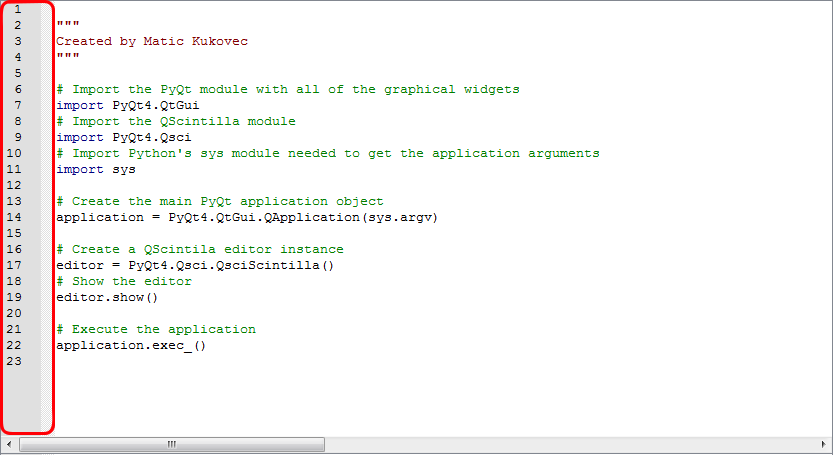 1
2 """
3 Created by Matic Kukovec
4 """
5
6 # Import the PyQt module with all of the graphical widgets
7 import PyQt4.QtGui
8 # Import the QScintilla module
9 import PyQt4.Qsci
10 # Import Python's sys module needed to get the application arguments
11 import sys
12
13 # Create the main PyQt application object
14 application = PyQt4.QtGui.QApplication(sys.argv)
15
16 # Create a QScintila editor instance
17 editor = PyQt4.Qsci.QsciScintilla()
18 # Show the editor
19 editor.show()
20
21 # Execute the application
22 application.exec_()
23